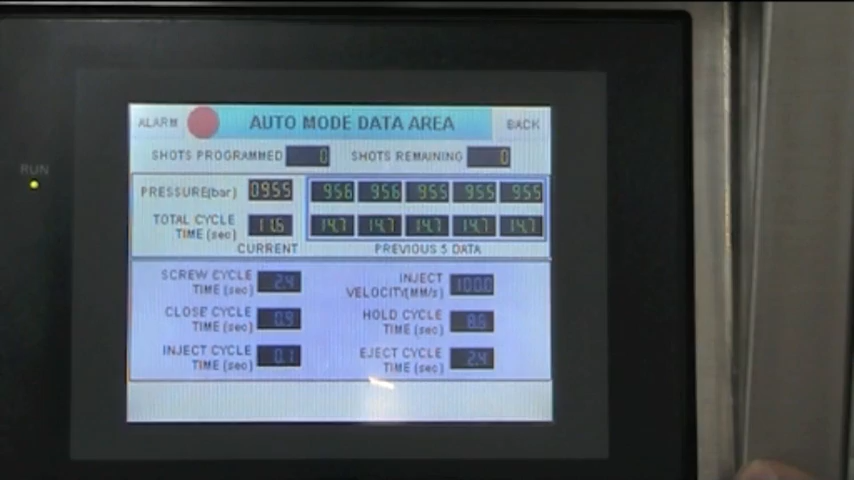 ALARM AUTO MODE DATA AREA BACK
RUN
SHOTS PROGRAMMED 0 SHOTS REMAINING 0
PRESSURE(bar) 0955 956 956 955 955 955
TOTAL CYCLE
TIME (sec) 11.6 14.7 14.7 14.7 14.7 14.7
CURRENT PREVIOUS 5 DATA
SCREW CYCLE
TIME (sec) 2.4
INJECT
VELOCITY(MM/s) 100.0
CLOSE CYCLE
TIME (sec) 0.9
HOLD CYCLE
TIME (sec)
INJECT CYCLE
TIME (sec) 0.1
EJECT CYCLE
TIME (sec) 2.4